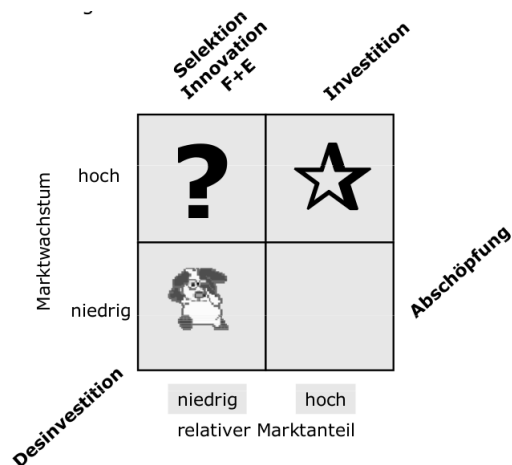 Selektion
Innovation
F+E
Investition
?
hoch
Marktwachstum
niedrig
Abschöpfung
Desinvestition
niedrig
hoch
relativer Marktanteil